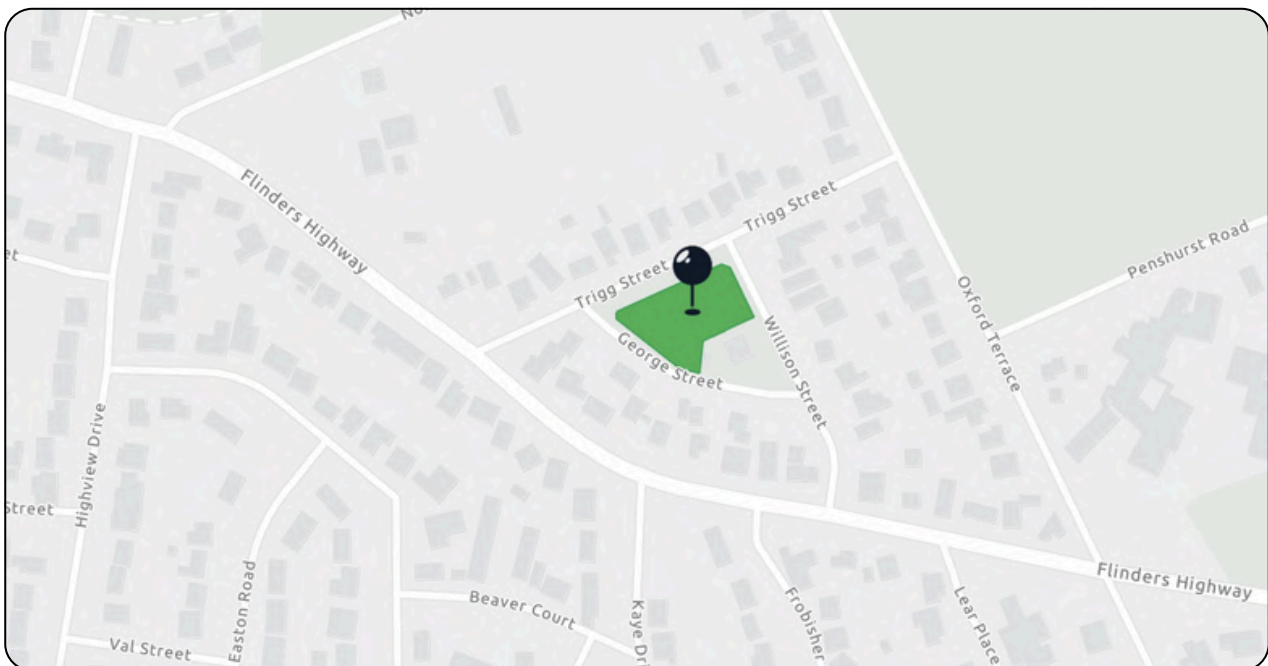 Flinders Highway
Trigg Street
Penshurst Road
Trigg Street
Oxford Terrace
George Street
Willison Street
Highview Drive
Street
Flinders Highway
Easton Road
Beaver Court
Kaye
Frobisher
Lear Place
Val Street